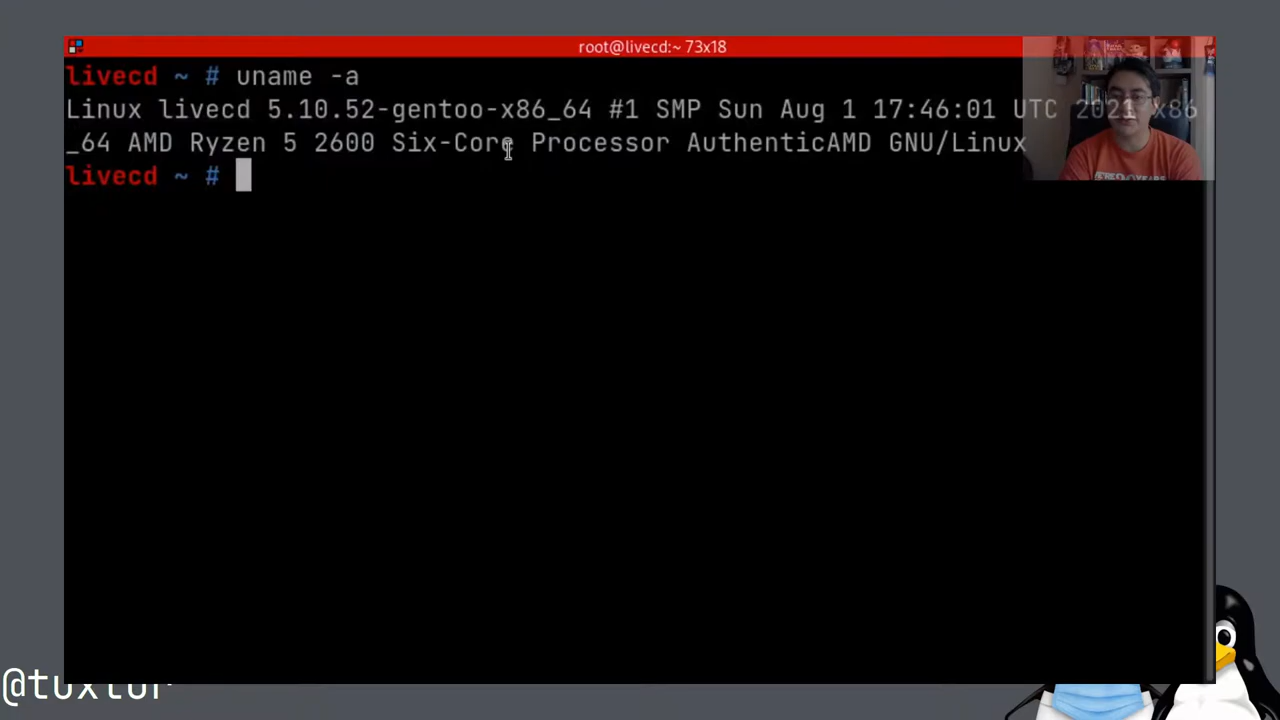 root@livecd:~ 73x18
livecd ~ # uname -a
Linux livecd 5.10.52-gentoo-x86_64 #1 SMP Sun Aug 1 17:46:01 UTC 2021 x86
_64 AMD Ryzen 5 2600 Six-Core Processor AuthenticAMD GNU/Linux
livecd ~ #